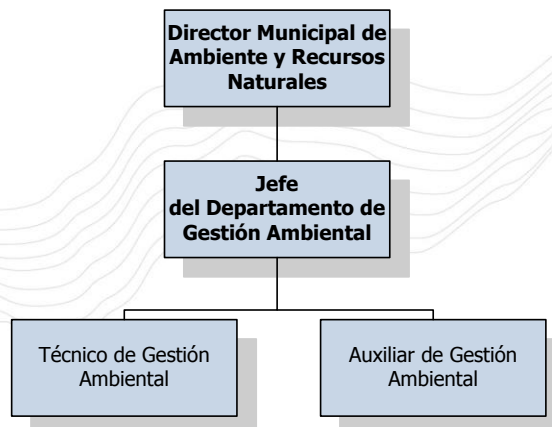 Director Municipal de
Ambiente y Recursos
Naturales
Jefe
del Departamento de
Gestión Ambiental
Técnico de Gestión
Ambiental
Auxiliar de Gestión
Ambiental